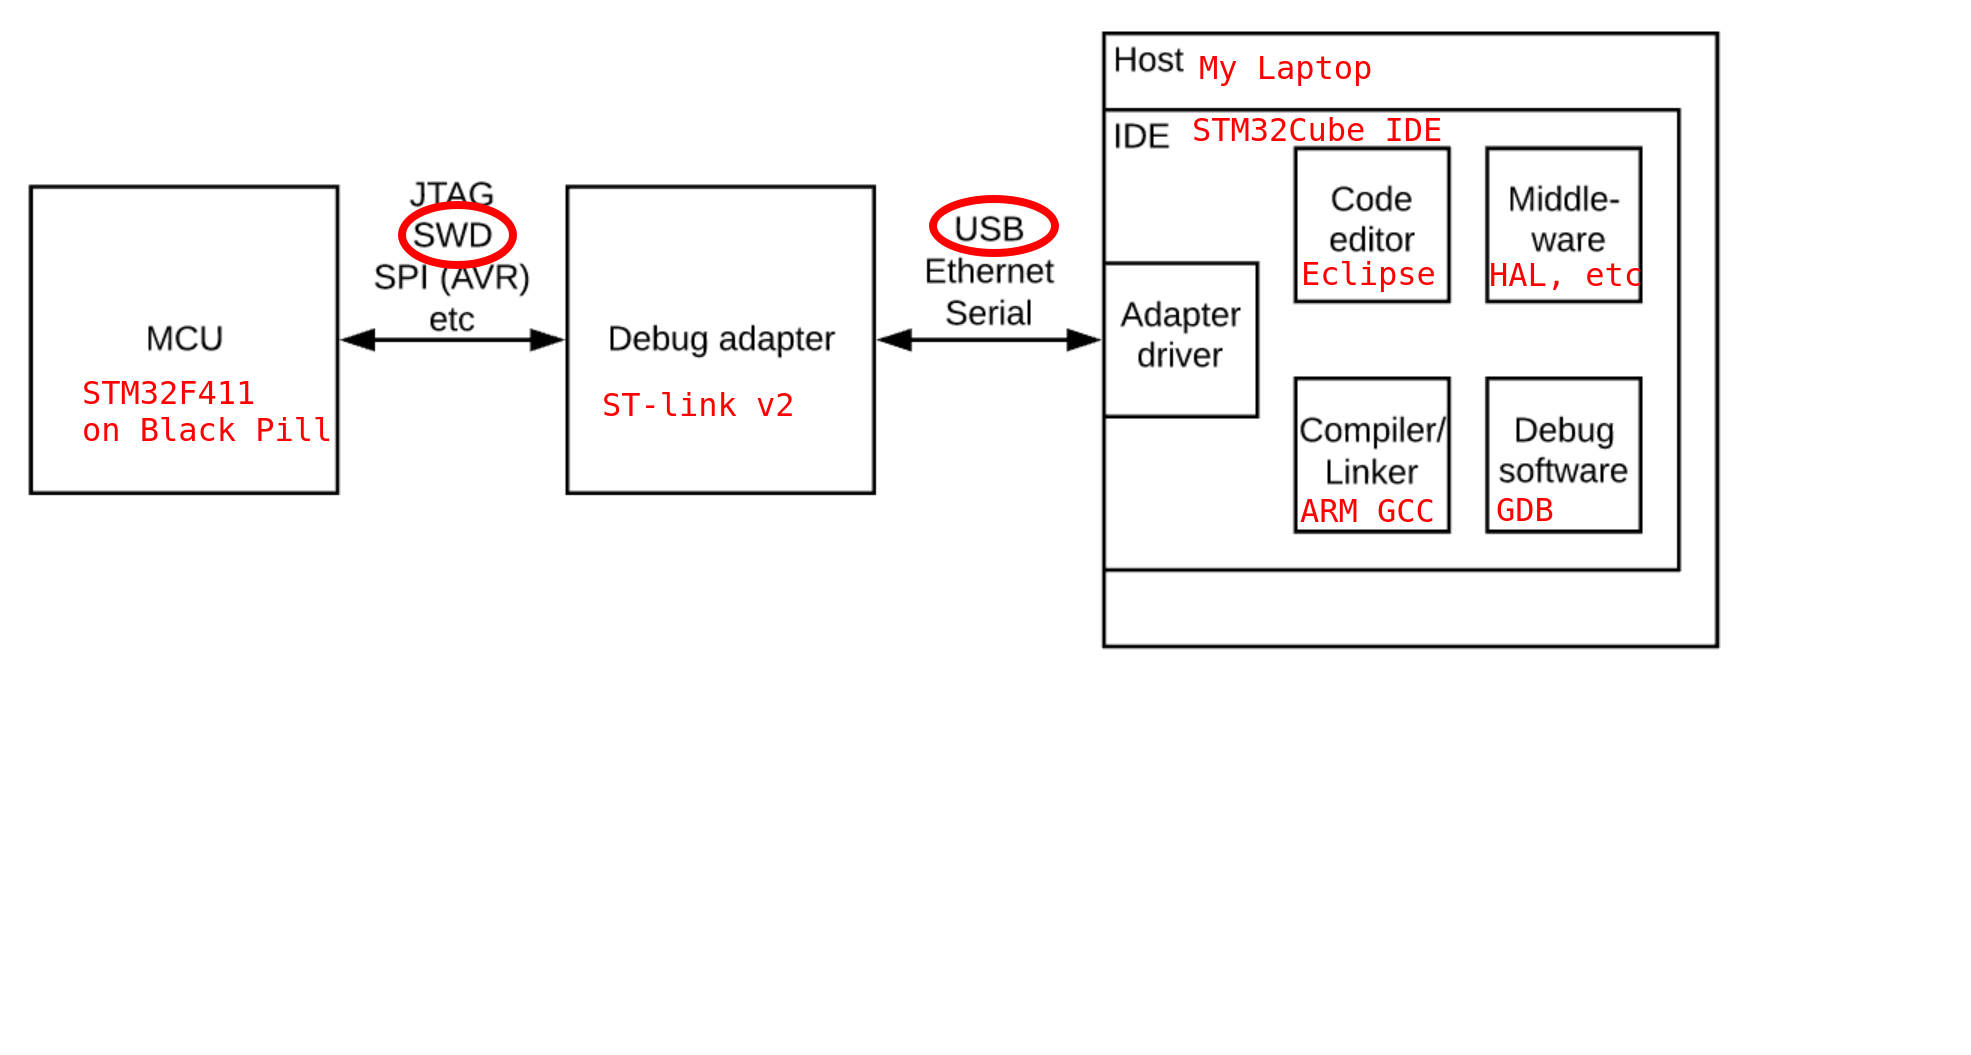 Host My Laptop
IDE STM32Cube IDE
JTAG
SWD
SPI (AVR)
etc
USB
Ethernet
Serial
MCU
STM32F411
on Black Pill
Debug adapter
ST-link v2
Adapter
driver
Code
editor
Eclipse
Middle-
ware
HAL, etc
Compiler/
Linker
ARM GCC
Debug
software
GDB